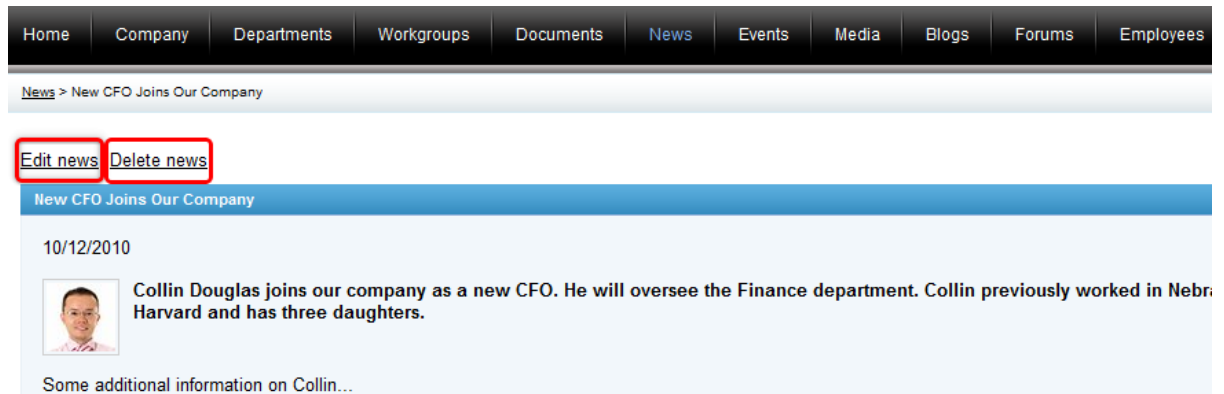 Home Company Departments Workgroups Documents News Events Media Blogs Forums Employees
News > New CFO Joins Our Company
Edit news Delete news
New CFO Joins Our Company
10/12/2010
Collin Douglas joins our company as a new CFO. He will oversee the Finance department. Collin previously worked in Nebra
Harvard and has three daughters.
Some additional information on Collin...